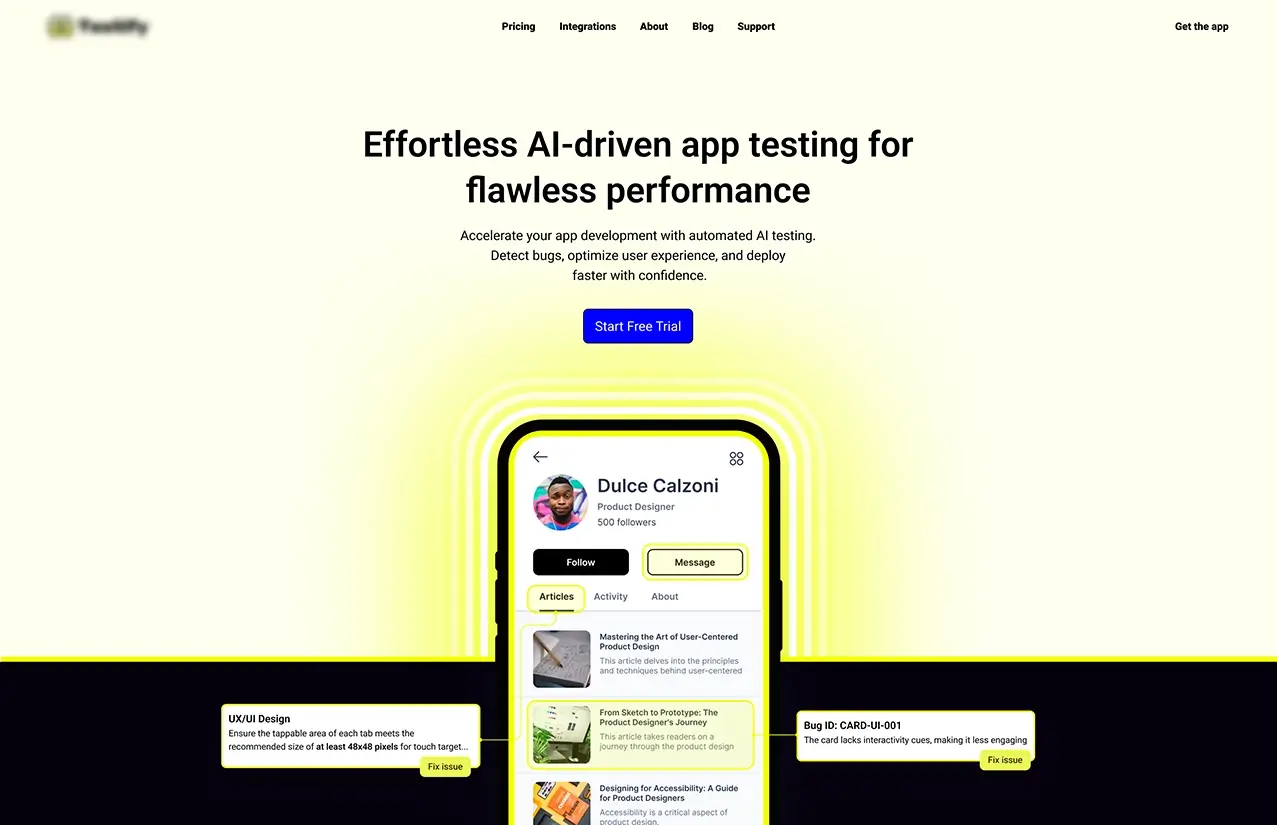 Pricing Integrations About Blog Support Get the app
Effortless AI-driven app testing for
flawless performance
Accelerate your app development with automated AI testing.
Detect bugs, optimize user experience, and deploy
faster with confidence.
Start Free Trial
Dulce Calzoni
Product Designer
500 followers
Follow Message
Articles Activity About
Mastering the Art of User-Centered
Product Design
This article delves into the principles
and techniques behind user-centered
UX/UI Design
Ensure the tappable area of each tab meets the
recommended size of at least 48x48 pixels for touch target...
Fix issue
From Sketch to Prototype: The
Product Designer's Journey
This article takes readers on a
journey through the product design
Bug ID: CARD-UI-001
The card lacks interactivity cues, making it less engaging
Fix issue
Designing for Accessibility: A Guide
for Product Designers
Accessibility is a critical aspect of
product design.